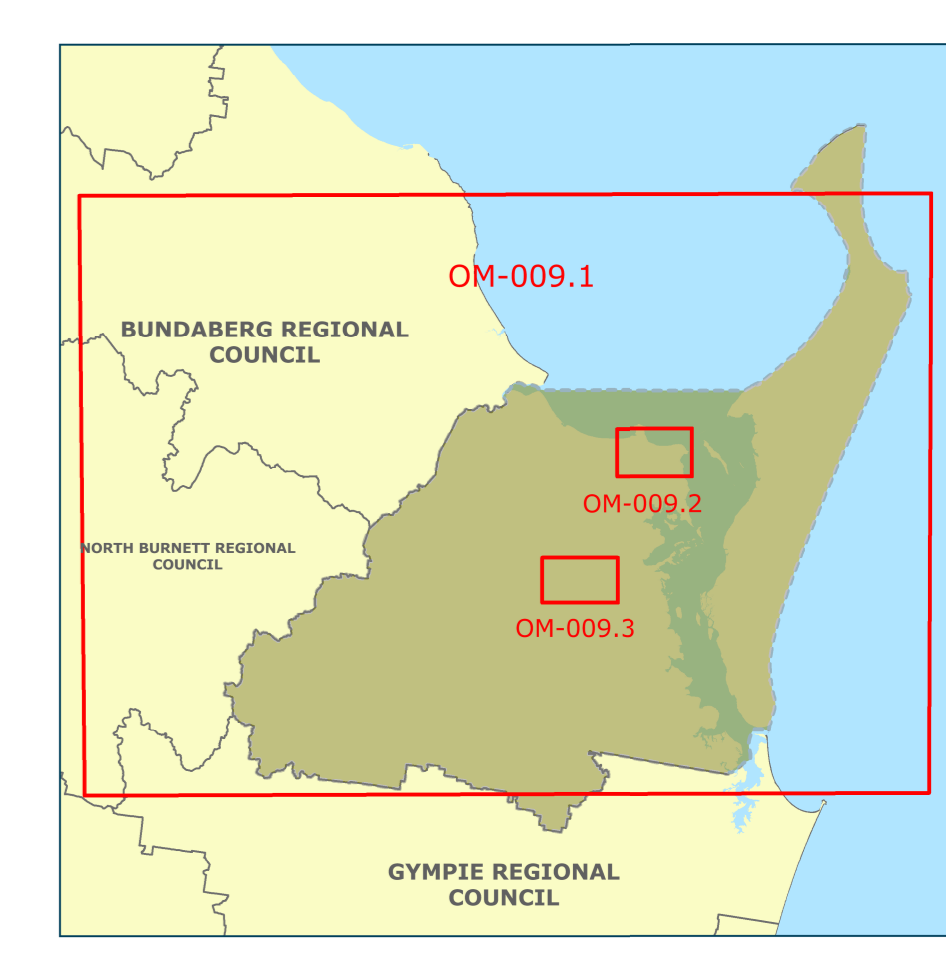 OM-009.1
BUNDABERG REGIONAL
COUNCIL
OM-009.2
NORTH BURNETT REGIONAL
COUNCIL
OM-009.3
GYMPIE REGIONAL
COUNCIL